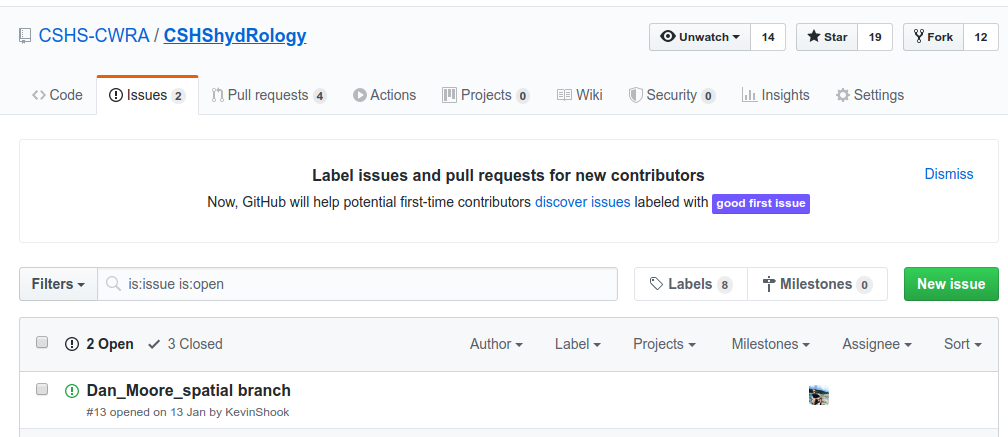 CSHS-CWRA / CSHShydRology
Unwatch 14 Star 19 Fork 12
Code Issues 2 Pull requests 4 Actions Projects 0 Wiki Security 0 Insights Settings
Label issues and pull requests for new contributors
Dismiss
Now, GitHub will help potential first-time contributors discover issues labeled with good first issue
Filters is:issue is:open Labels 8 Milestones 0 New issue
2 Open 3 Closed Author Label Projects Milestones Assignee Sort
Dan_Moore_spatial branch
#13 opened on 13 Jan by KevinShook